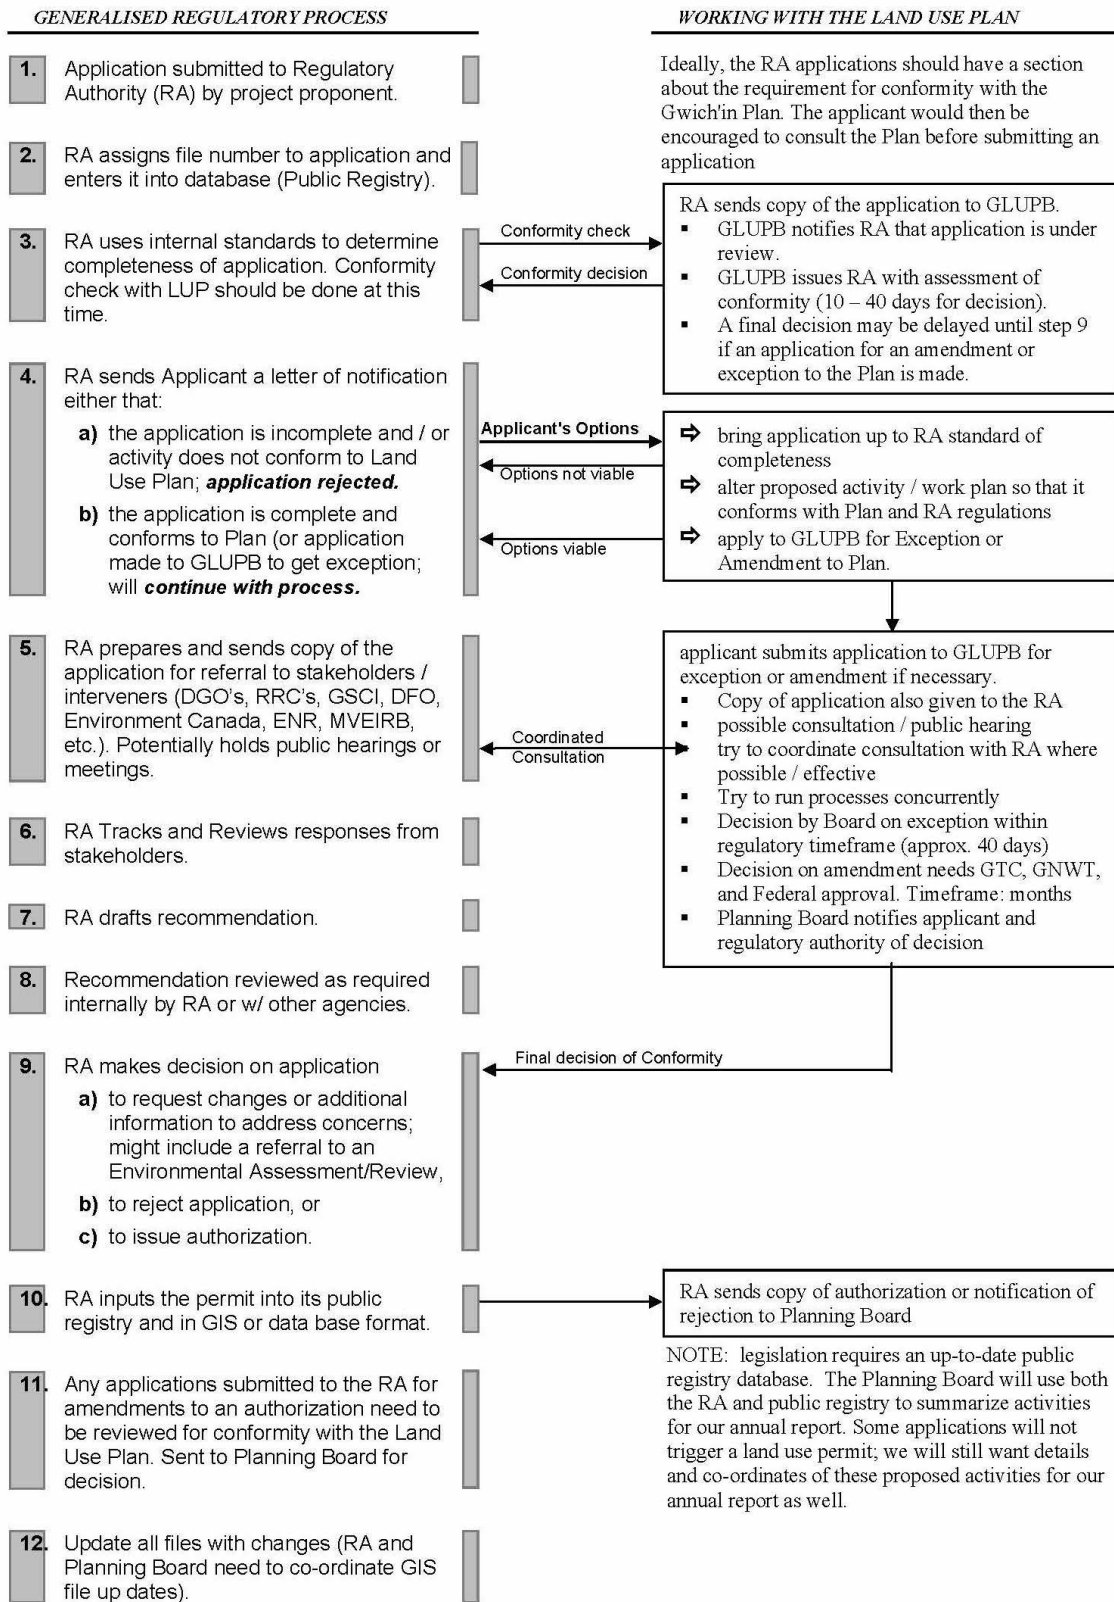 GENERALISED REGULATORY PROCESS
1. Application submitted to Regulatory
Authority (RA) by project proponent.
2. RA assigns file number to application and
enters it into database (Public Registry).
3. RA uses internal standards to determine
completeness of application. Conformity
check with LUP should be done at this
time.
4. RA sends Applicant a letter of notification
either that:
a) the application is incomplete and / or
activity does not conform to Land
Use Plan; application rejected.
b) the application is complete and
conforms to Plan (or application
made to GLUPB to get exception;
will continue with process.
5. RA prepares and sends copy of the
application for referral to stakeholders /
interveners (DGO's, RRC's, GSCI, DFO,
Environment Canada, ENR, MVEIRB,
etc.). Potentially holds public hearings or
meetings.
6. RA Tracks and Reviews responses from
stakeholders.
7. RA drafts recommendation.
8. Recommendation reviewed as required
internally by RA or w/ other agencies.
9. RA makes decision on application
a) to request changes or additional
information to address concerns;
might include a referral to an
Environmental Assessment/Review,
b) to reject application, or
c) to issue authorization.
10. RA inputs the permit into its public
registry and in GIS or data base format.
11. Any applications submitted to the RA for
amendments to an authorization need to
be reviewed for conformity with the Land
Use Plan. Sent to Planning Board for
decision.
12. Update all files with changes (RA and
Planning Board need to co-ordinate GIS
file up dates).
Conformity check
Conformity decision
Applicant's Options
Options not viable
Options viable
Coordinated
Consultation
Final decision of Conformity
WORKING WITH THE LAND USE PLAN
Ideally, the RA applications should have a section
about the requirement for conformity with the
Gwich'in Plan. The applicant would then be
encouraged to consult the Plan before submitting an
application
RA sends copy of the application to GLUPB.
▪ GLUPB notifies RA that application is under
review.
▪ GLUPB issues RA with assessment of
conformity (10 – 40 days for decision).
▪ A final decision may be delayed until step 9
if an application for an amendment or
exception to the Plan is made.
⇨ bring application up to RA standard of
completeness
⇨ alter proposed activity / work plan so that it
conforms with Plan and RA regulations
⇨ apply to GLUPB for Exception or
Amendment to Plan.
applicant submits application to GLUPB for
exception or amendment if necessary.
▪ Copy of application also given to the RA
▪ possible consultation / public hearing
▪ try to coordinate consultation with RA where
possible / effective
▪ Try to run processes concurrently
▪ Decision by Board on exception within
regulatory timeframe (approx. 40 days)
▪ Decision on amendment needs GTC, GNWT,
and Federal approval. Timeframe: months
▪ Planning Board notifies applicant and
regulatory authority of decision
RA sends copy of authorization or notification of
rejection to Planning Board
NOTE: legislation requires an up-to-date public
registry database. The Planning Board will use both
the RA and public registry to summarize activities
for our annual report. Some applications will not
trigger a land use permit; we will still want details
and co-ordinates of these proposed activities for our
annual report as well.